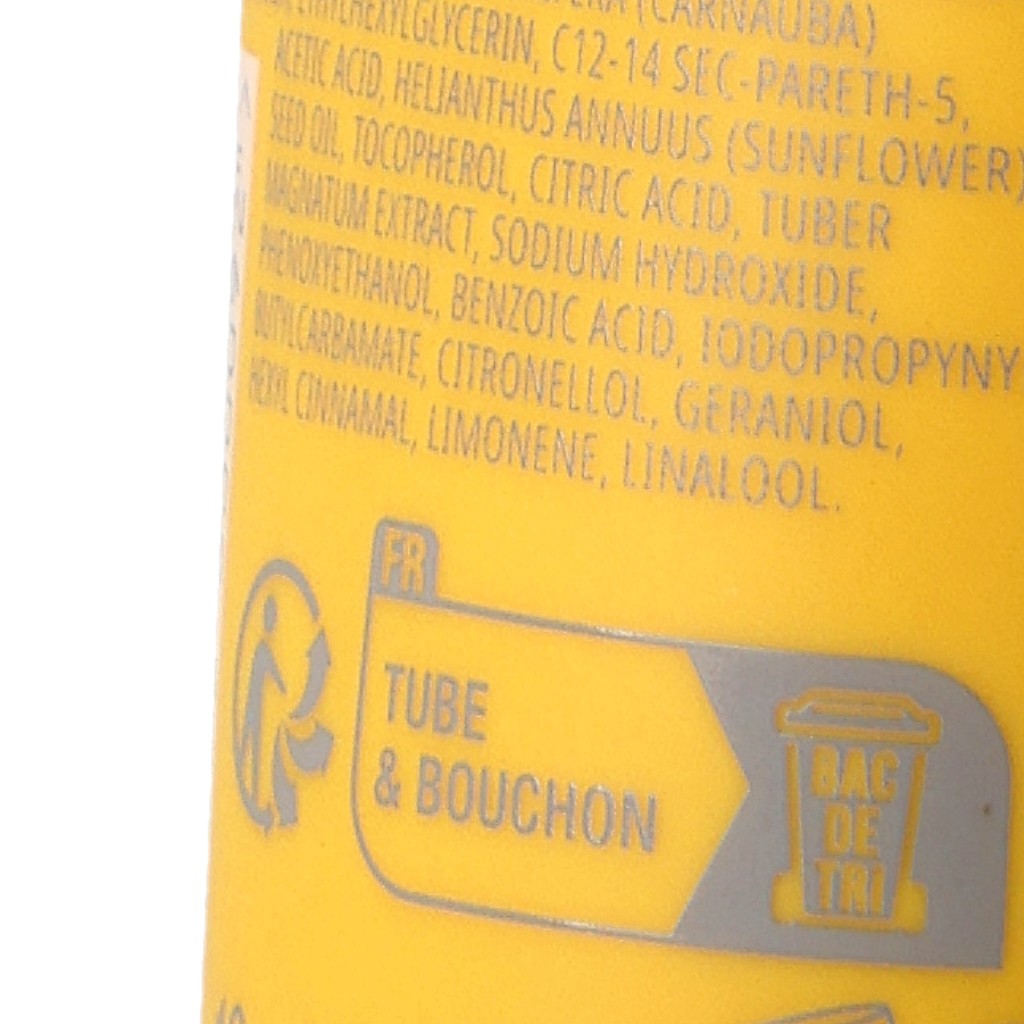 (CARNAUBA)
ETHYLHEXYLGLYCERIN, C12-14 SEC-PARETH-5,
ACETIC ACID, HELIANTHUS ANNUUS (SUNFLOWER)
SEED OIL, TOCOPHEROL, CITRIC ACID, TUBER
MAGNATUM EXTRACT, SODIUM HYDROXIDE,
PHENOXYETHANOL, BENZOIC ACID, IODOPROPYNY
BUTYLCARBAMATE, CITRONELLOL, GERANIOL,
HEXYL CINNAMAL, LIMONENE, LINALOOL.
FR
TUBE
& BOUCHON
BAC
DE
TRI